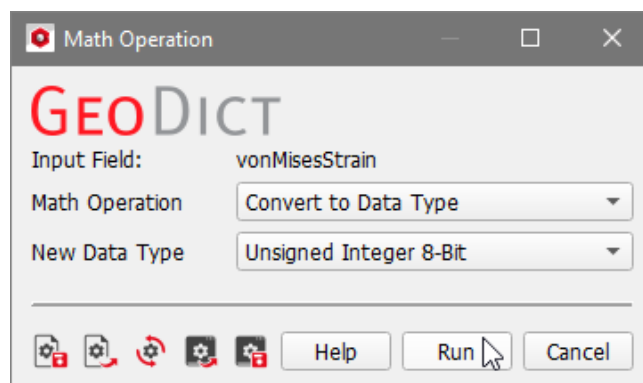 Math Operation
GEODICT
Input Field: vonMisesStrain
Math Operation Convert to Data Type
New Data Type Unsigned Integer 8-Bit
Help Run Cancel